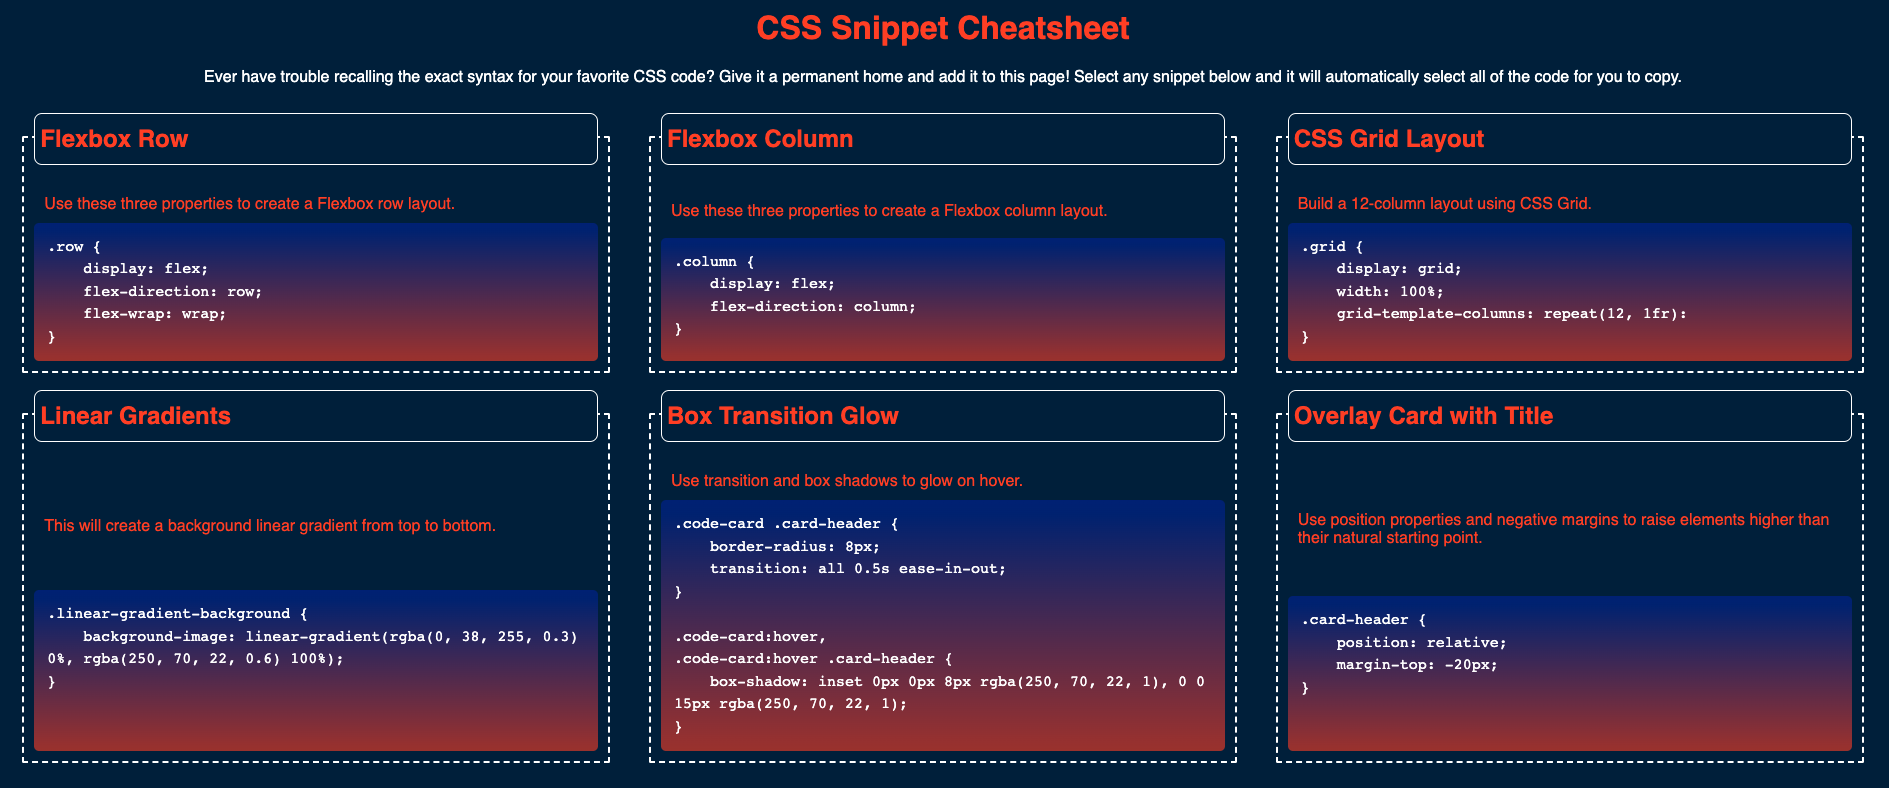 CSS Snippet Cheatsheet
Ever have trouble recalling the exact syntax for your favorite CSS code? Give it a permanent home and add it to this page! Select any snippet below and it will automatically select all of the code for you to copy.
Flexbox Row
Use these three properties to create a Flexbox row layout.
.row {
    display: flex;
    flex-direction: row;
    flex-wrap: wrap;
}
Flexbox Column
Use these three properties to create a Flexbox column layout.
.column {
    display: flex;
    flex-direction: column;
}
CSS Grid Layout
Build a 12-column layout using CSS Grid.
.grid {
    display: grid;
    width: 100%;
    grid-template-columns: repeat(12, 1fr):
}
Linear Gradients
This will create a background linear gradient from top to bottom.
.linear-gradient-background {
    background-image: linear-gradient(rgba(0, 38, 255, 0.3)
0%, rgba(250, 70, 22, 0.6) 100%);
}
Box Transition Glow
Use transition and box shadows to glow on hover.
.code-card .card-header {
    border-radius: 8px;
    transition: all 0.5s ease-in-out;
}
.code-card:hover,
.code-card:hover .card-header {
    box-shadow: inset 0px 0px 8px rgba(250, 70, 22, 1), 0 0
15px rgba(250, 70, 22, 1);
}
Overlay Card with Title
Use position properties and negative margins to raise elements higher than
their natural starting point.
.card-header {
    position: relative;
    margin-top: -20px;
}